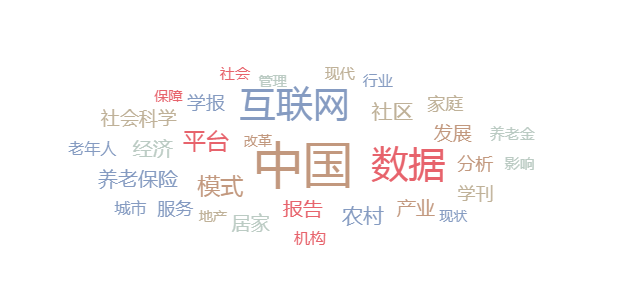 社会
管理
现代
行业
保障
学报
互联网
社区
家庭
社会科学
平台
改革
发展
养老金
老年人
经济
中国
数据
分析
影响
养老保险
模式
学刊
城市
服务
地产
居家
报告
农村
产业
现状
机构